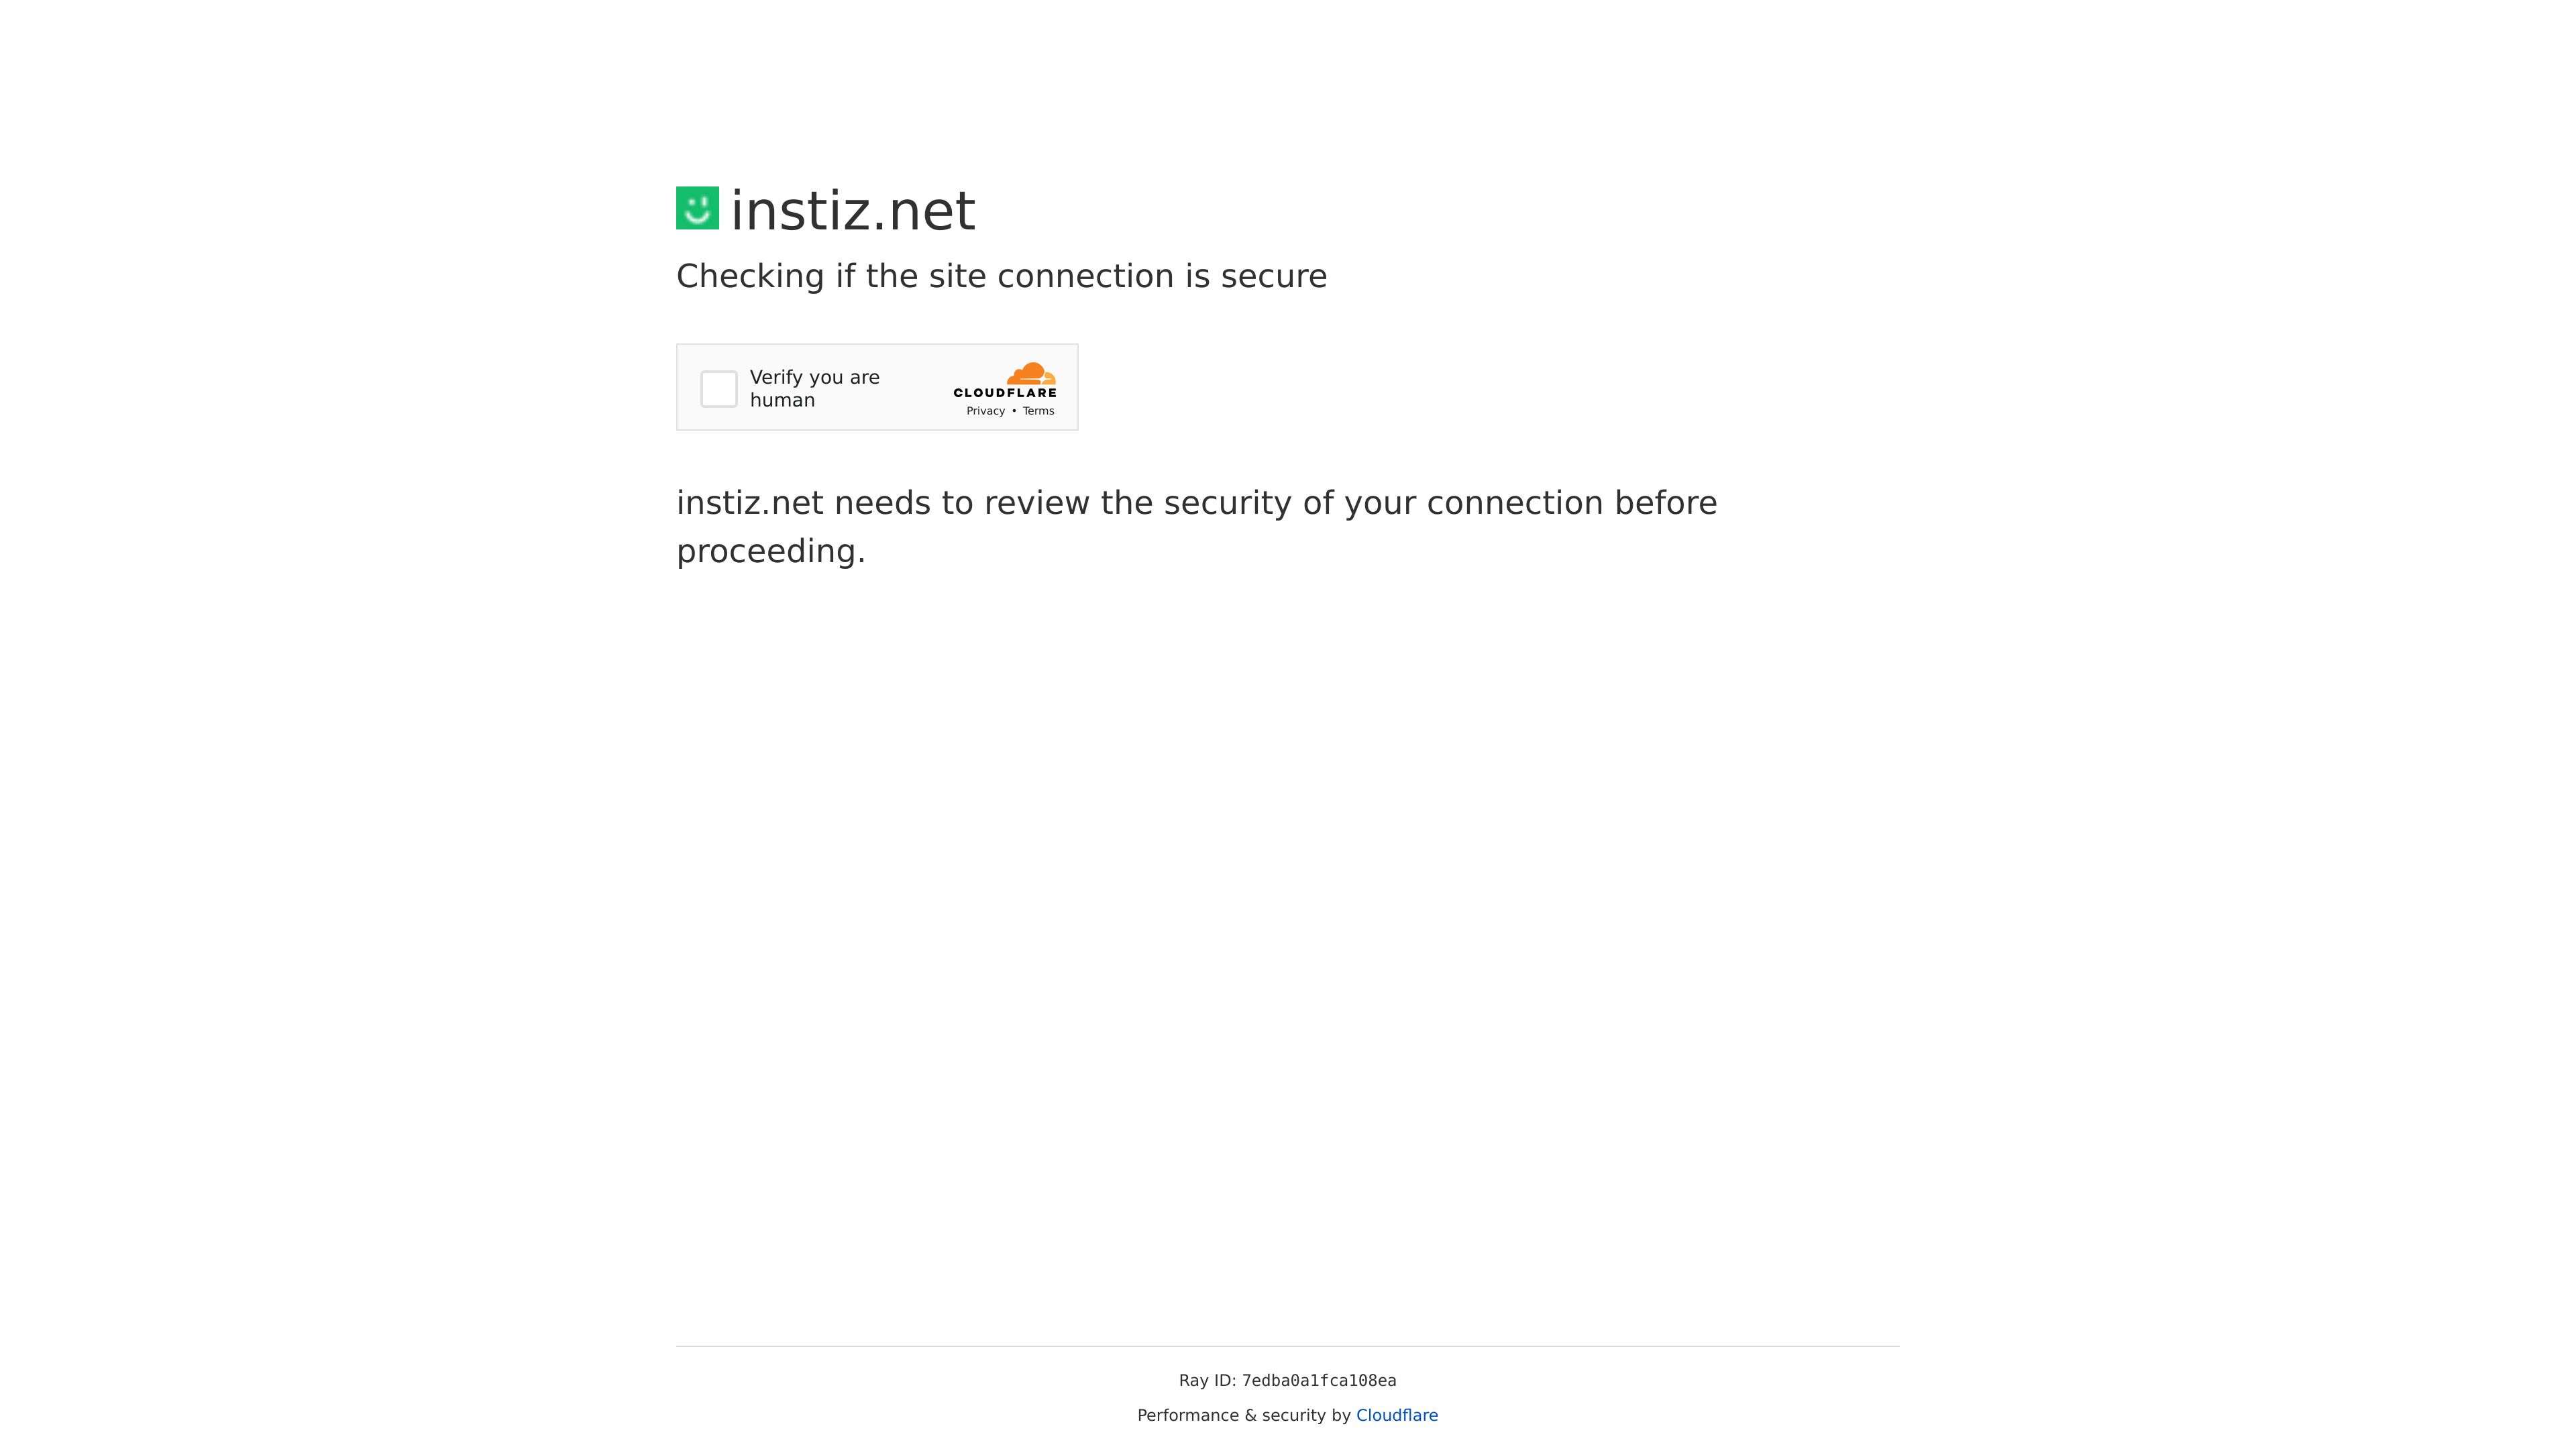 instiz.net
Checking if the site connection is secure
Verify you are
human
CLOUDFLARE
Privacy • Terms
instiz.net needs to review the security of your connection before
proceeding.
Ray ID: 7edba0a1fca108ea
Performance & security by Cloudflare